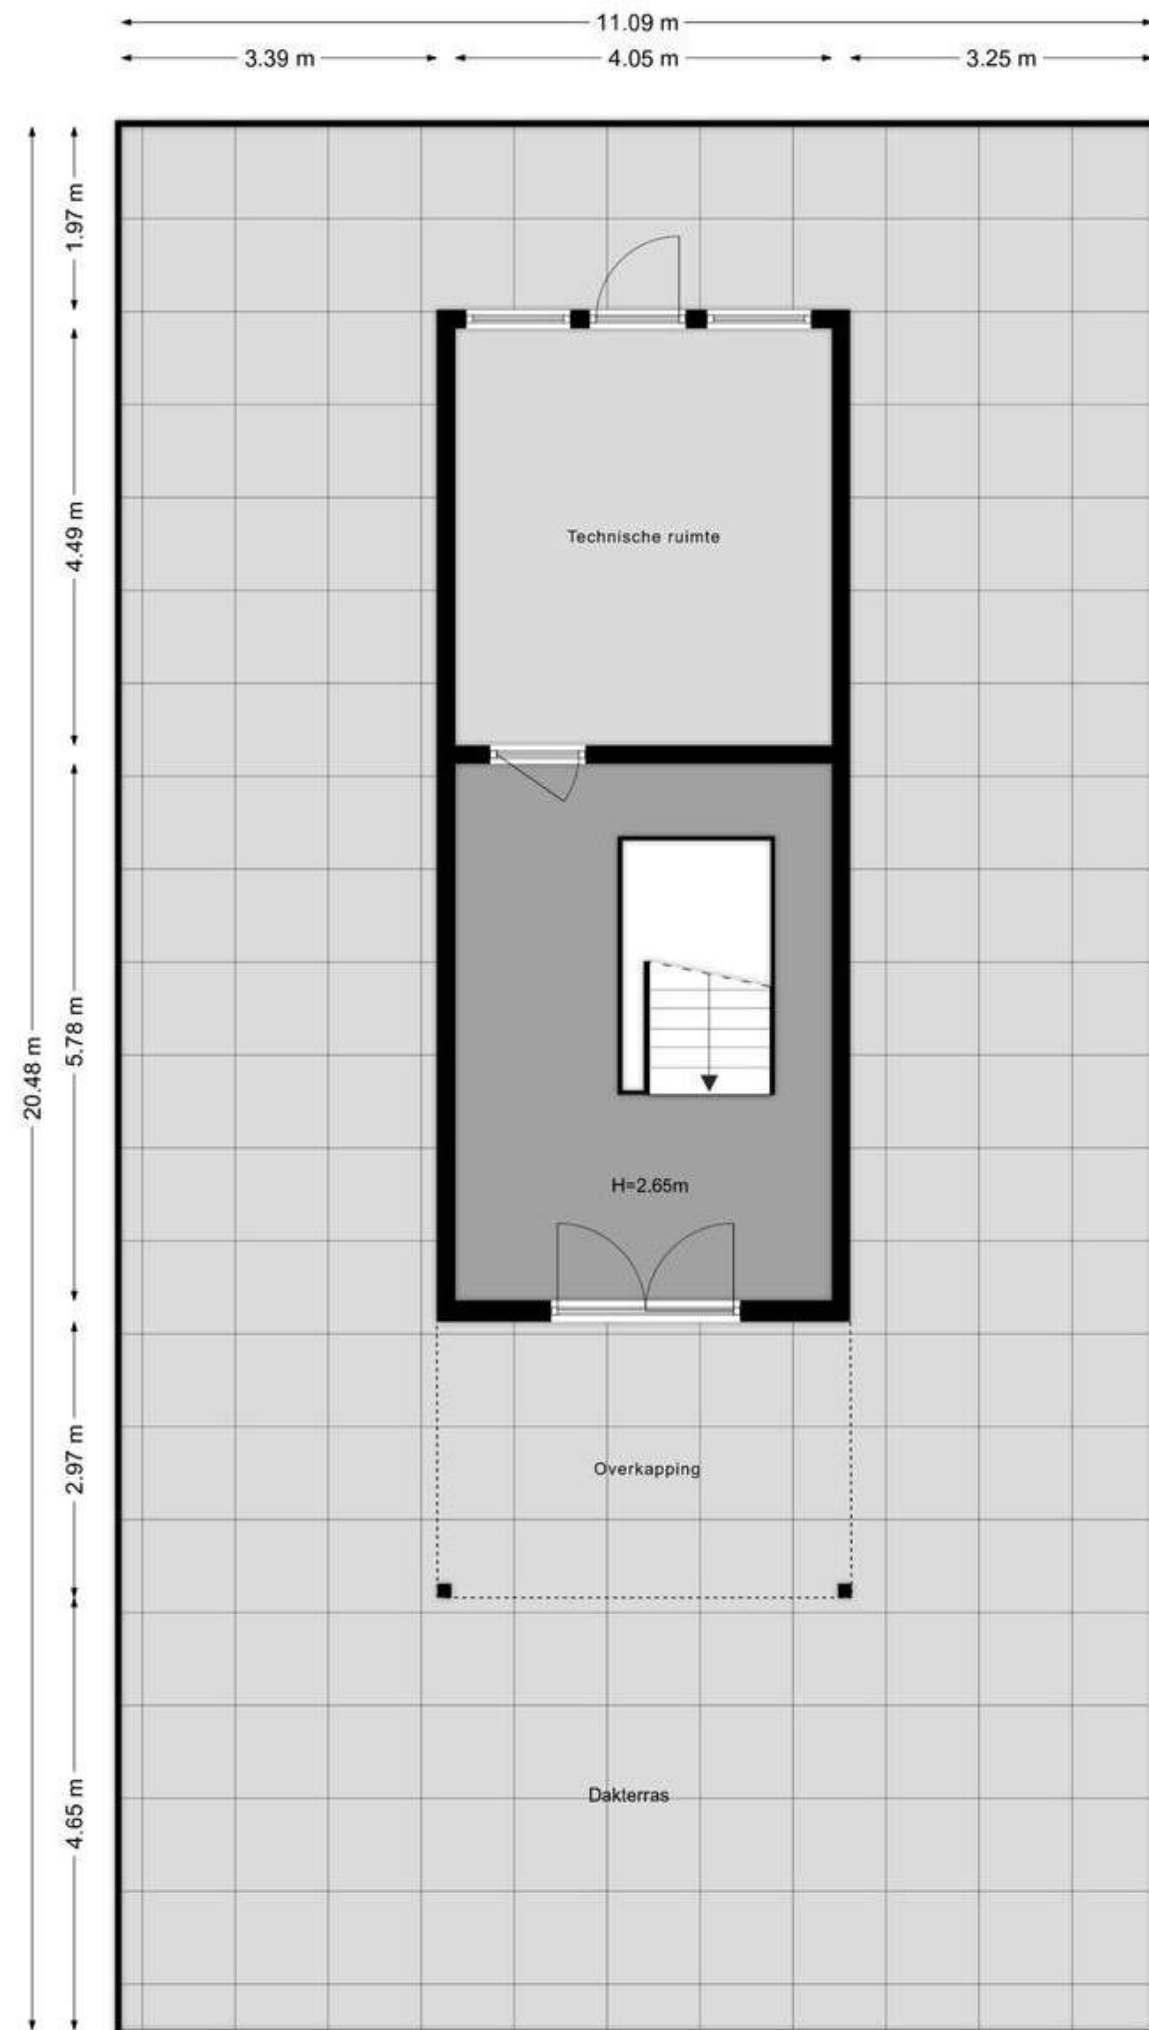 11.09 m
3.39 m
4.05 m
3.25 m
1.97 m
4.49 m
Technische ruimte
5.78 m
20.48 m
H=2.65m
2.97 m
Overkapping
4.65 m
Dakterras